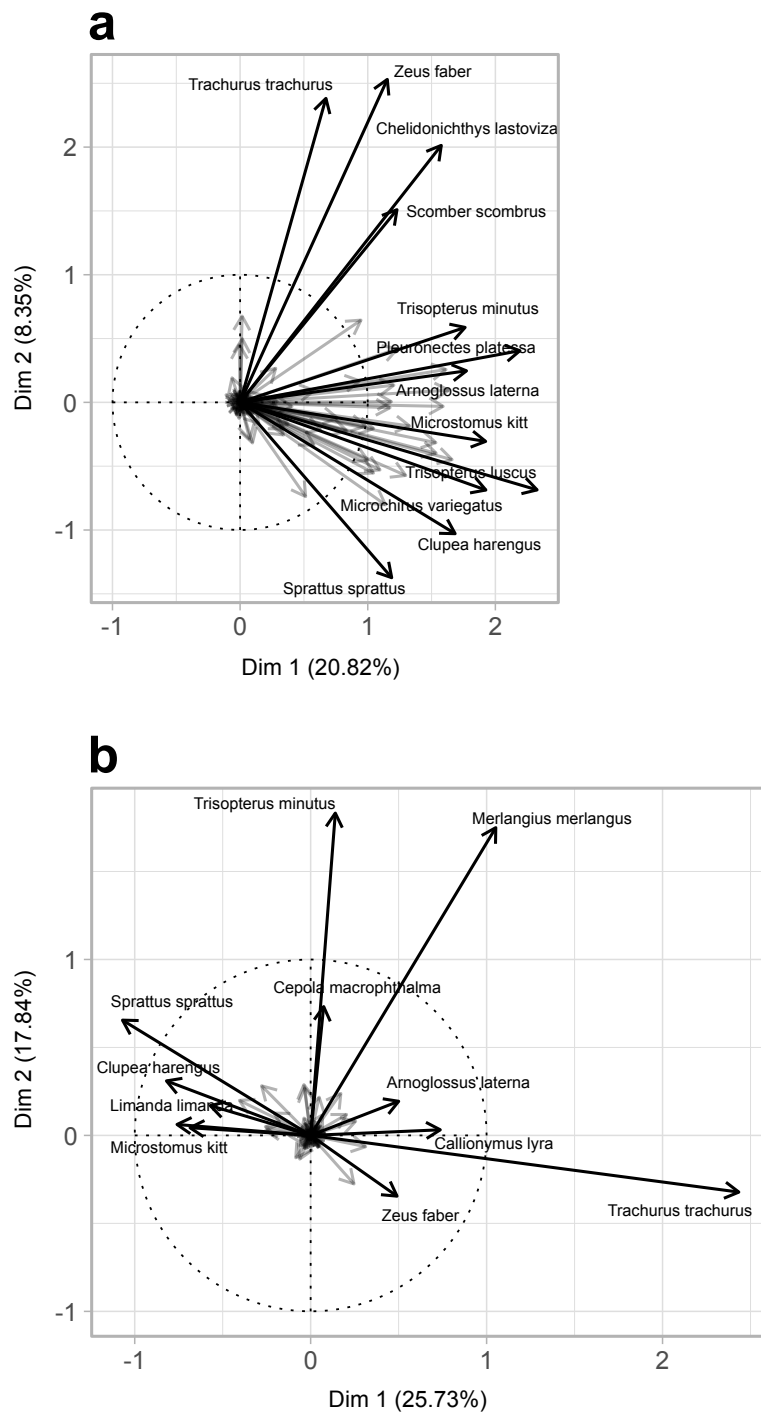 a
Zeus faber
Trachurus trachurus
Chelidonichthys lastoviza
2
Scomber scombrus
1
Trisopterus minutus
Pleuronectes platessa
Arnoglossus laterna
0
Microstomus kitt
Trisopterus luscus
Microchirus variegatus
-1
Clupea harengus
Sprattus sprattus
Dim 2 (8.35%)
-1 0 1 2
Dim 1 (20.82%)
b
Trisopterus minutus
Merlangius merlangus
1
Cepola macrophthalma
Sprattus sprattus
Clupea harengus
Arnoglossus laterna
Limanda limanda
0
Microstomus kitt
Callionymus lyra
Trachurus trachurus
Zeus faber
-1
Dim 2 (17.84%)
-1 0 1 2
Dim 1 (25.73%)